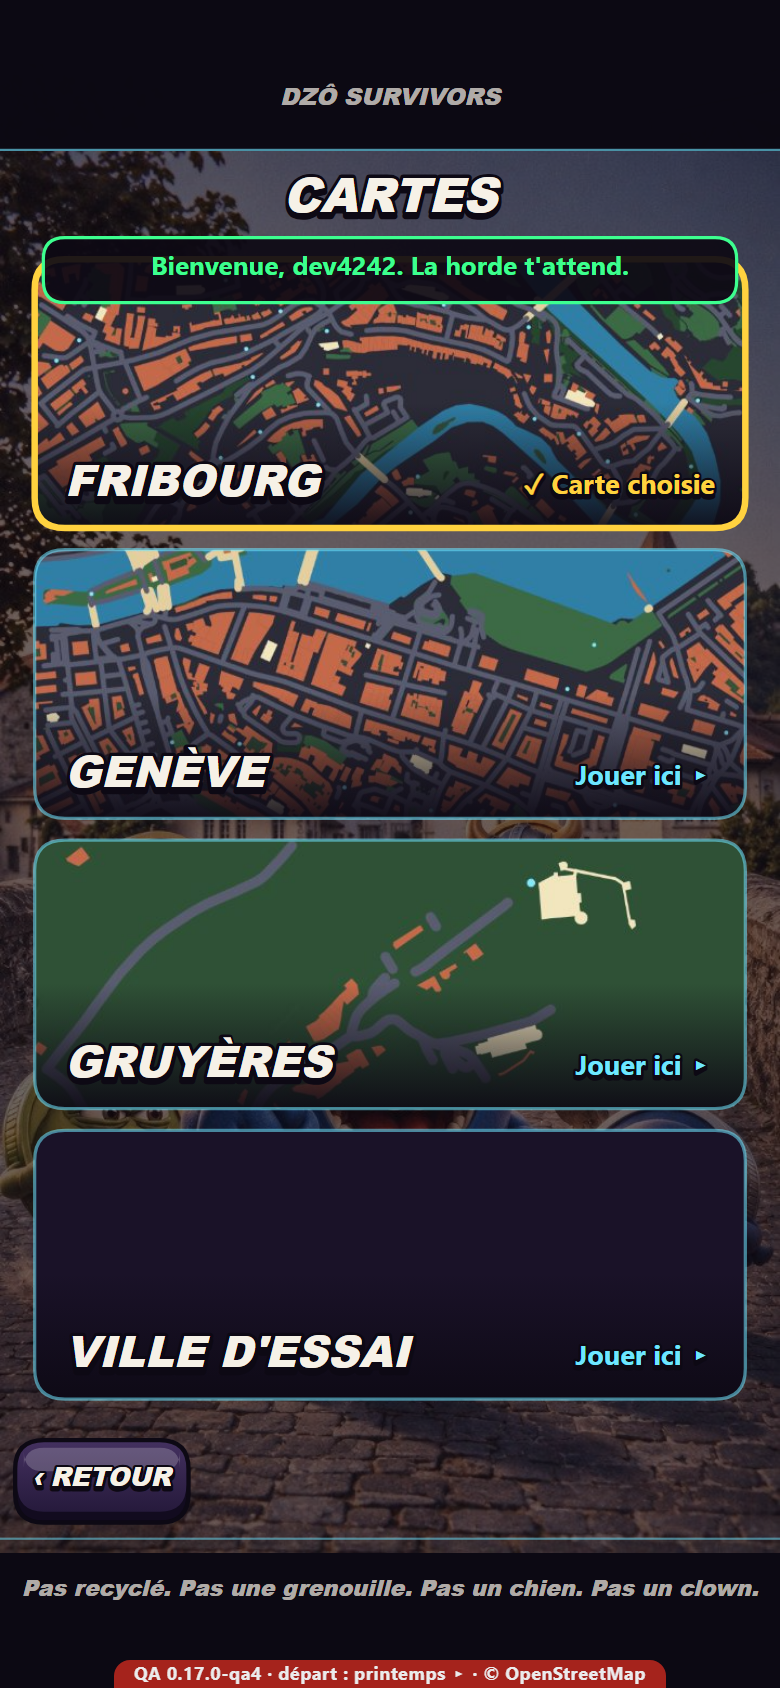 DZÔ SURVIVORS
CARTES
Bienvenue, dev4242. La horde t'attend.
FRIBOURG
✓ Carte choisie
GENÈVE
Jouer ici ▸
GRUYÈRES
Jouer ici ▸
VILLE D'ESSAI
Jouer ici ▸
‹ RETOUR
Pas recyclé. Pas une grenouille. Pas un chien. Pas un clown.
QA 0.17.0-qa4 · départ : printemps ▸ · © OpenStreetMap